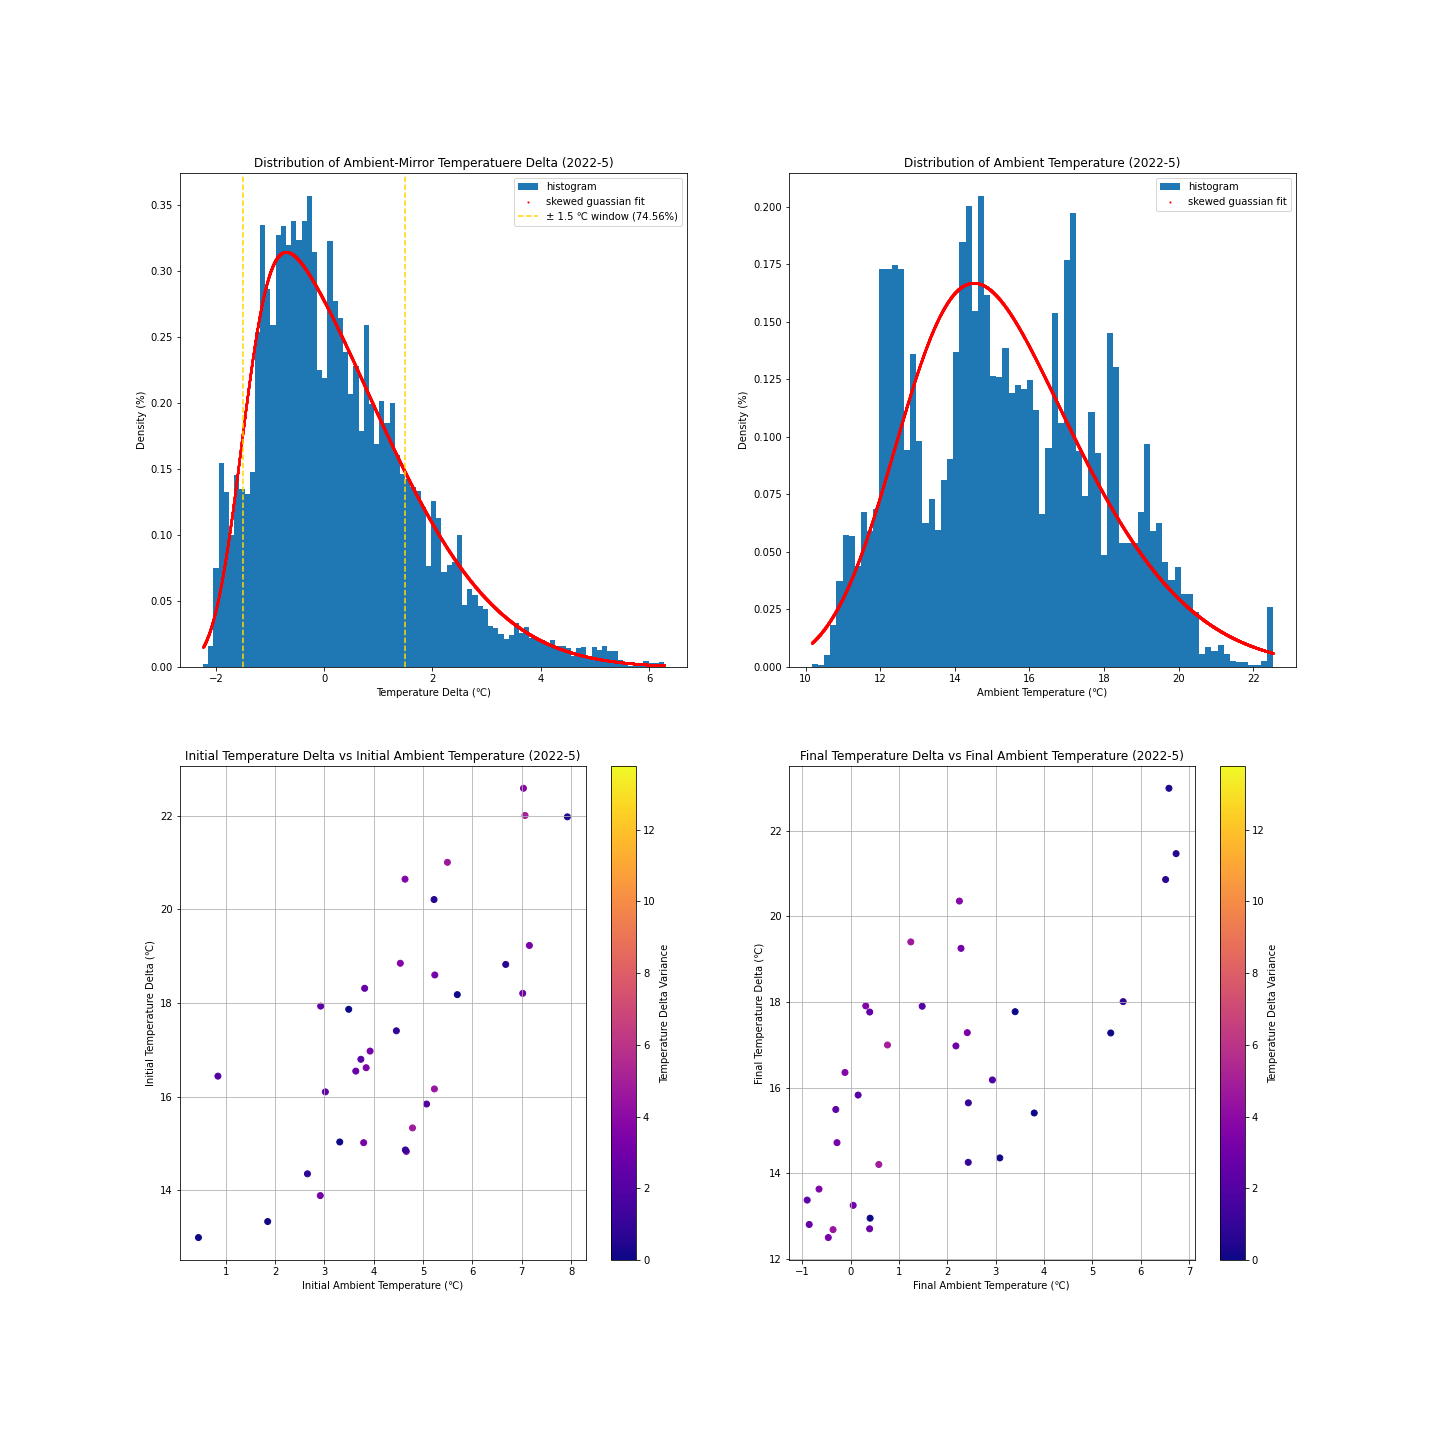 Distribution of Ambient-Mirror Temperatuere Delta (2022-5)
histogram
skewed guassian fit
± 1.5 ℃ window (74.56%)
0.35
0.30
0.25
0.20
0.15
0.10
0.05
0.00
Density (%)
−2 0 2 4 6
Temperature Delta (℃)
Distribution of Ambient Temperature (2022-5)
histogram
skewed guassian fit
0.200
0.175
0.150
0.125
0.100
0.075
0.050
0.025
0.000
Density (%)
10 12 14 16 18 20 22
Ambient Temperature (℃)
Initial Temperature Delta vs Initial Ambient Temperature (2022-5)
22
20
18
16
14
Initial Temperature Delta (℃)
1 2 3 4 5 6 7 8
Initial Ambient Temperature (℃)
12
10
8
6
4
2
0
Temperature Delta Variance
Final Temperature Delta vs Final Ambient Temperature (2022-5)
22
20
18
16
14
12
Final Temperature Delta (℃)
−1 0 1 2 3 4 5 6 7
Final Ambient Temperature (℃)
12
10
8
6
4
2
0
Temperature Delta Variance